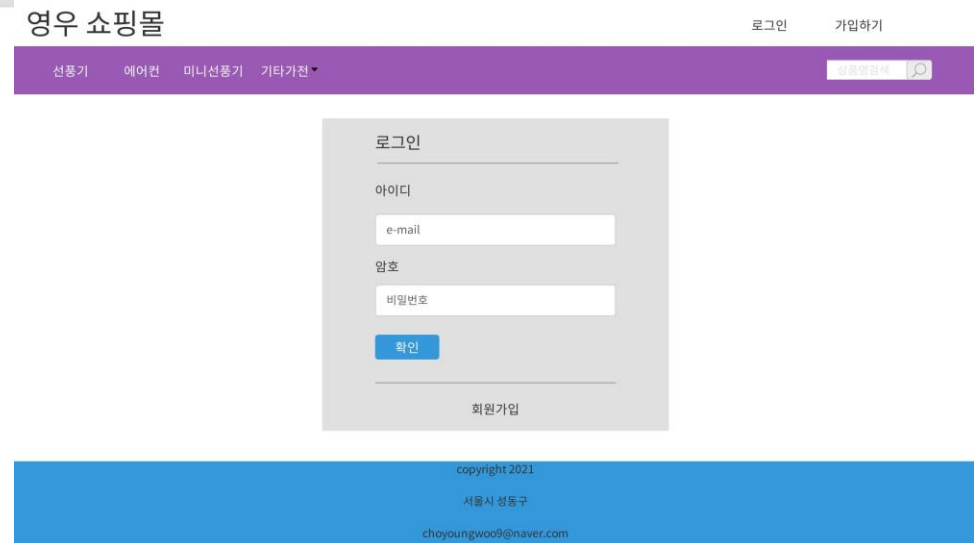 영우 쇼핑몰
로그인 가입하기
선풍기 에어컨 미니선풍기 기타가전
상품명검색
로그인
아이디
e-mail
암호
비밀번호
확인
회원가입
copyright 2021
서울시 성동구
choyoungwoo9@naver.com